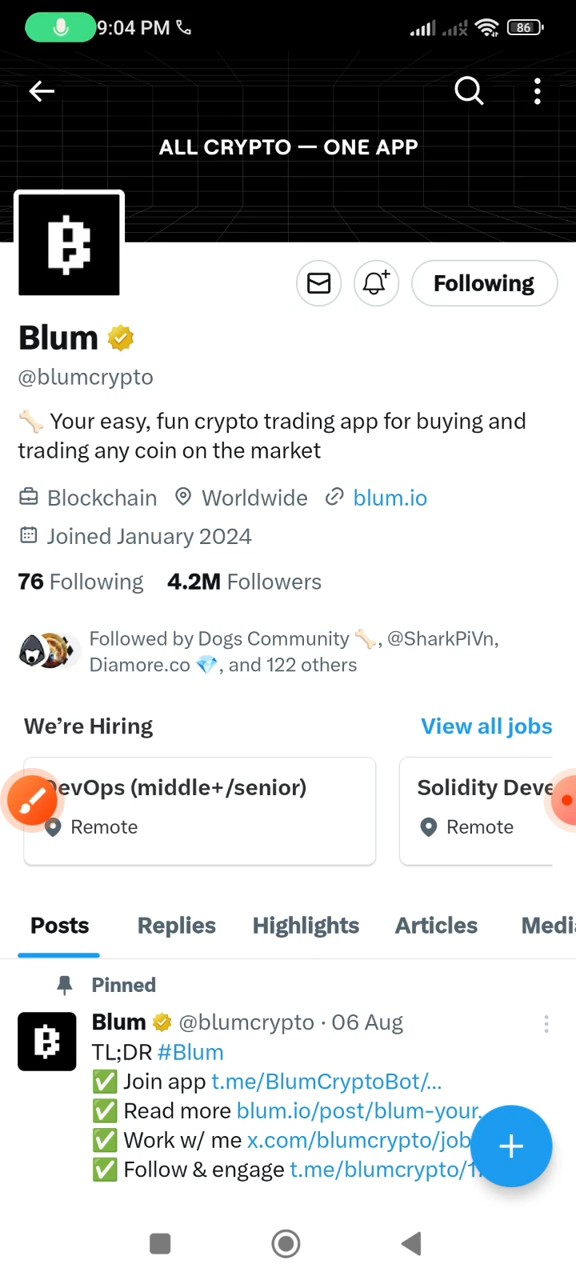 9:04 PM
86
ALL CRYPTO — ONE APP
Following
Blum
@blumcrypto
🦴 Your easy, fun crypto trading app for buying and
trading any coin on the market
Blockchain Worldwide blum.io
Joined January 2024
76 Following 4.2M Followers
Followed by Dogs Community 🦴, @SharkPiVn,
Diamore.co 💎, and 122 others
We're Hiring View all jobs
DevOps (middle+/senior) Solidity Deve
Remote Remote
Posts Replies Highlights Articles Media
Pinned
Blum @blumcrypto · 06 Aug
TL;DR #Blum
✅ Join app t.me/BlumCryptoBot/...
✅ Read more blum.io/post/blum-your...
✅ Work w/ me x.com/blumcrypto/job
✅ Follow & engage t.me/blumcrypto/1